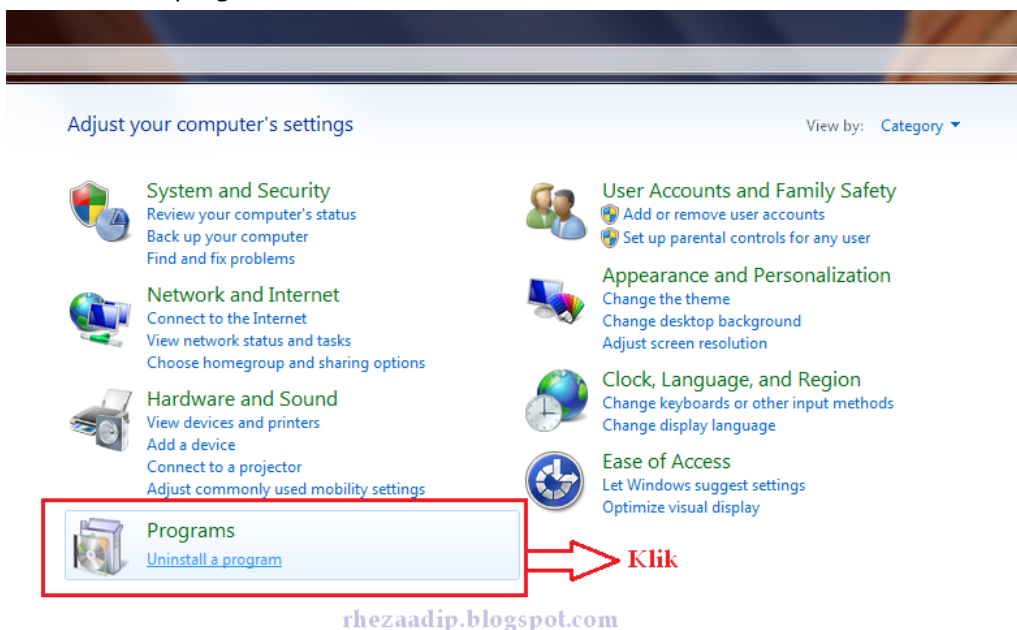 Adjust your computer's settings
View by: Category
System and Security
Review your computer's status
Back up your computer
Find and fix problems
Network and Internet
Connect to the Internet
View network status and tasks
Choose homegroup and sharing options
Hardware and Sound
View devices and printers
Add a device
Connect to a projector
Adjust commonly used mobility settings
Programs
Uninstall a program
User Accounts and Family Safety
Add or remove user accounts
Set up parental controls for any user
Appearance and Personalization
Change the theme
Change desktop background
Adjust screen resolution
Clock, Language, and Region
Change keyboards or other input methods
Change display language
Ease of Access
Let Windows suggest settings
Optimize visual display
Klik
rhezaadip.blogspot.com